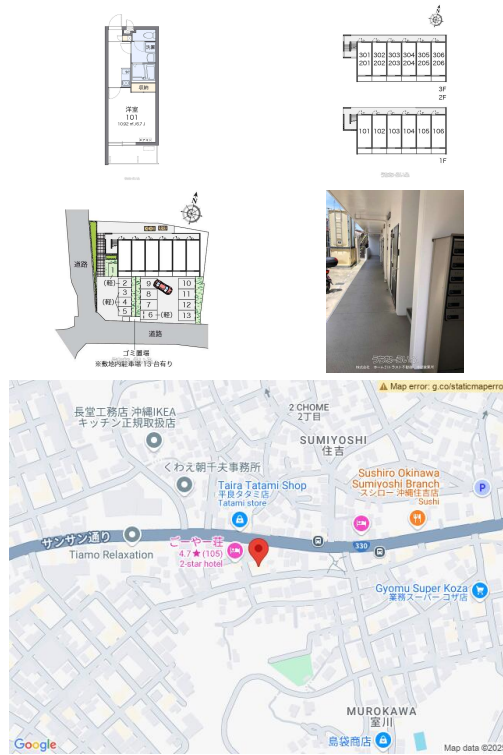 洗面
収納
洋室
101
301 302 303 304 305 306
201 202 203 204 205 206
3F
2F
101 102 103 104 105 106
1F
N
道路
(軽) 2 9 10
3 8 11
(軽) 4 7 12
5 6 (軽) 13
道路
ゴミ置場
※敷地内駐車場 13 台有り
Map error: g.co/staticmaperro
長堂工務店 沖縄IKEA
キッチン正規取扱店
2 CHOME
2丁目
SUMIYOSHI
住吉
くわえ朝千夫事務所
Sushiro Okinawa
Sumiyoshi Branch
スシロー 沖縄住吉店
Sushi
Taira Tatami Shop
平良タタミ店
Tatami store
P
サンサン通り
Tiamo Relaxation
ごーやー荘
4.7★(105)
2-star hotel
330
Gyomu Super Koza
業務スーパー コザ店
MUROKAWA
室川
島袋商店
Google
Map data ©202